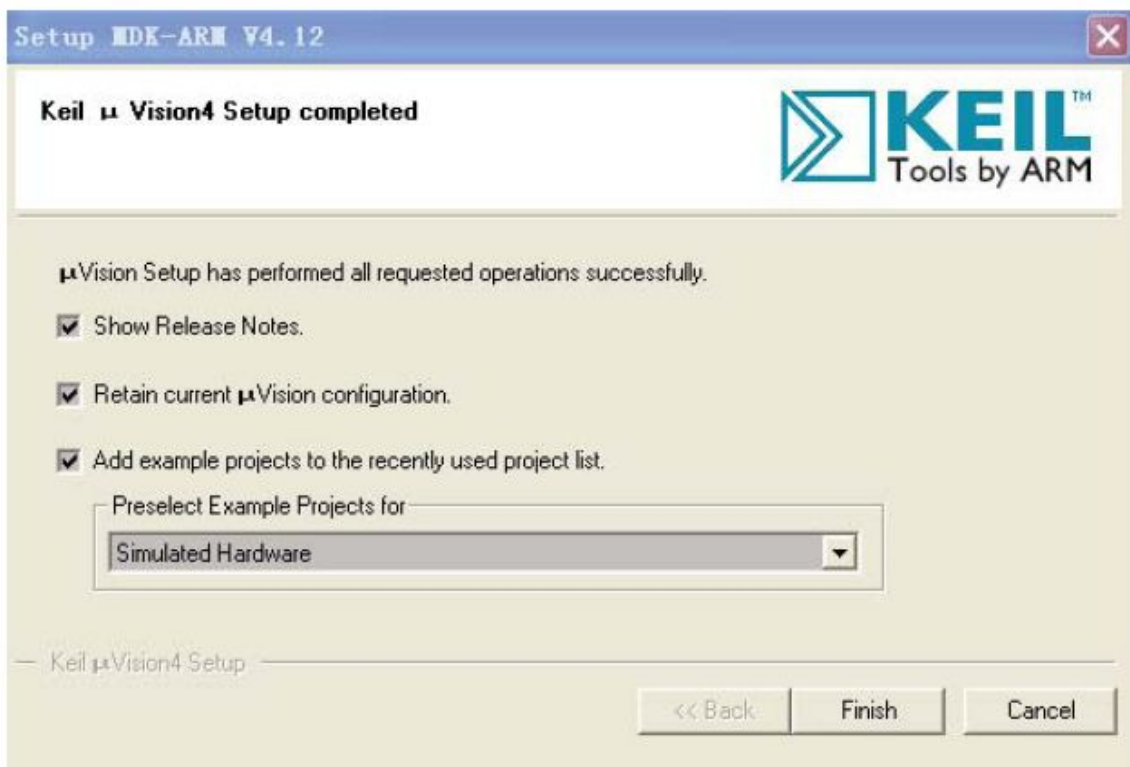 Setup MDK-ARM V4.12
Keil μ Vision4 Setup completed
KEIL™
Tools by ARM
μVision Setup has performed all requested operations successfully.
Show Release Notes.
Retain current μVision configuration.
Add example projects to the recently used project list.
Preselect Example Projects for
Simulated Hardware
Keil μVision4 Setup
<< Back
Finish
Cancel